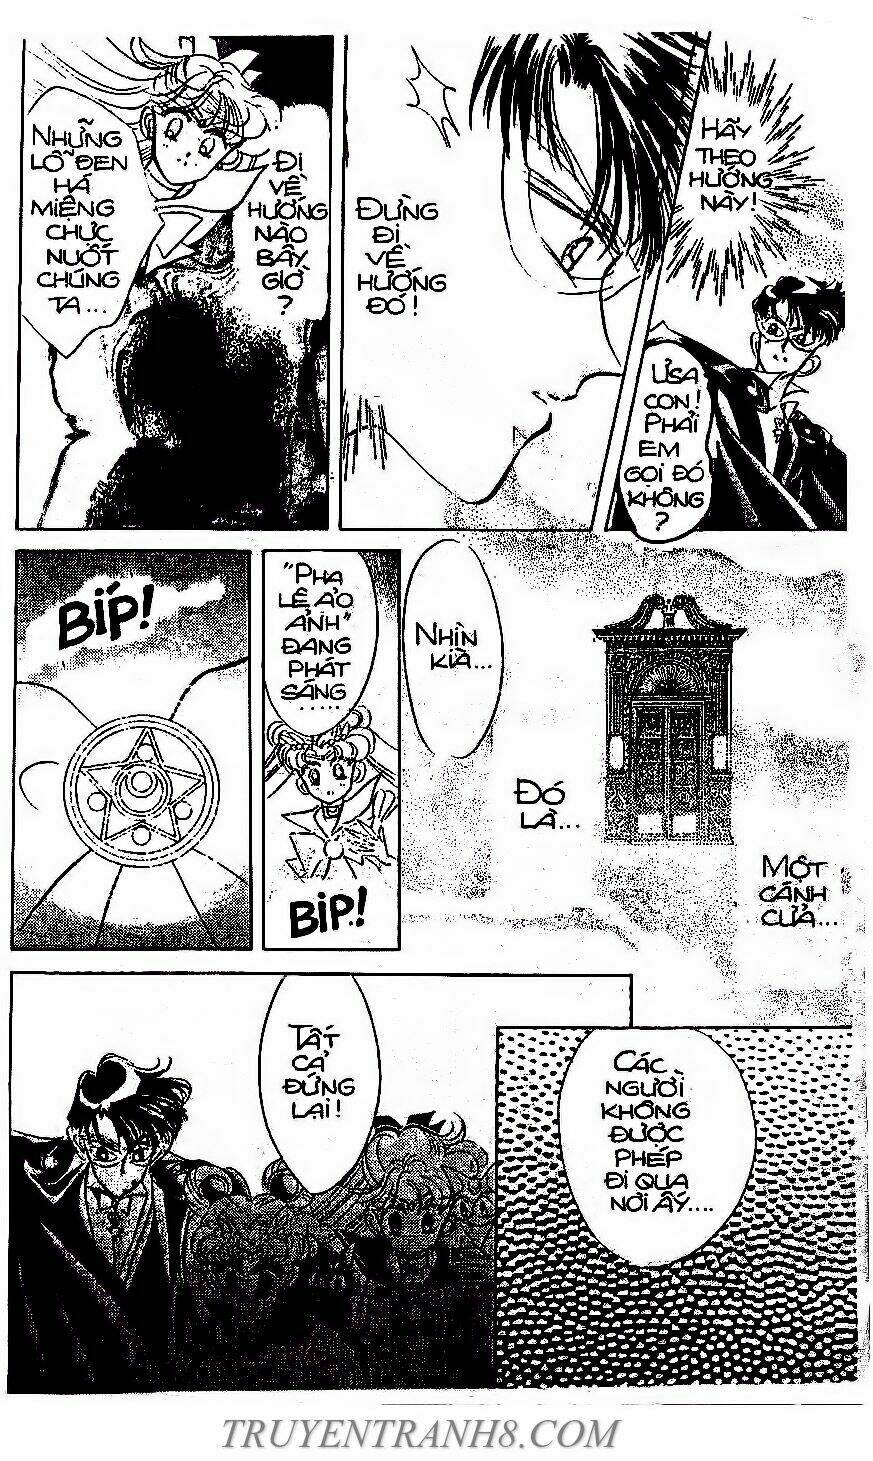 NHỮNG
LỖ ĐEN
HÁ
MIỆNG
CHỰC
NUỐT
CHÚNG
TA...
ĐI
VỀ
HƯỚNG
NÀO
BÂY
GIỜ
?
ĐỪNG
ĐI
VỀ
HƯỚNG
ĐÓ!
HÃY
THEO
HƯỚNG
NÀY!
ƯSA
CON!
PHẢI
EM
GỌI ĐÓ
KHÔNG
?
BÍP!
"PHA
LÊ ẢO
ẢNH"
ĐANG
PHÁT
SÁNG
.....
BIP!
NHÌN
KÌA...
ĐÓ
LÀ...
MỘT
CÁNH
CỬA...
TẤT
CẢ
ĐỨNG
LẠI!
CÁC
NGƯỜI
KHÔNG
ĐƯỢC
PHÉP
ĐI QUA
NƠI ẤY....
TRUYENTRANH8.COM